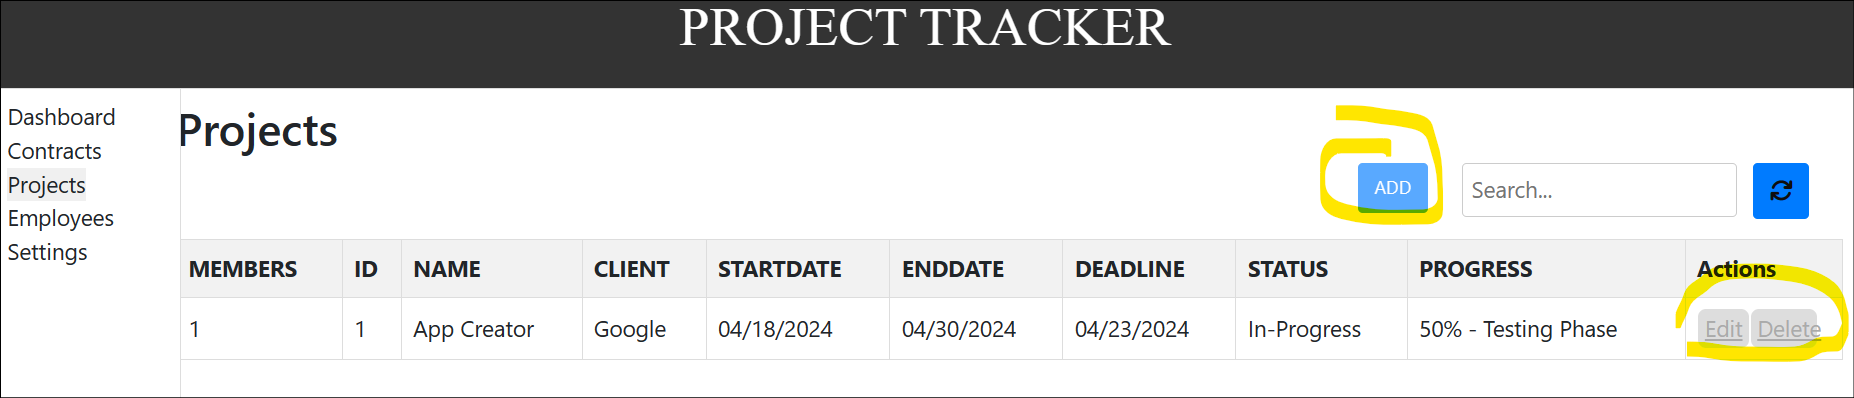 PROJECT TRACKER
Dashboard
Contracts
Projects
Employees
Settings
Projects
ADD Search...
MEMBERS ID NAME CLIENT STARTDATE ENDDATE DEADLINE STATUS PROGRESS Actions
1 1 App Creator Google 04/18/2024 04/30/2024 04/23/2024 In-Progress 50% - Testing Phase Edit Delete